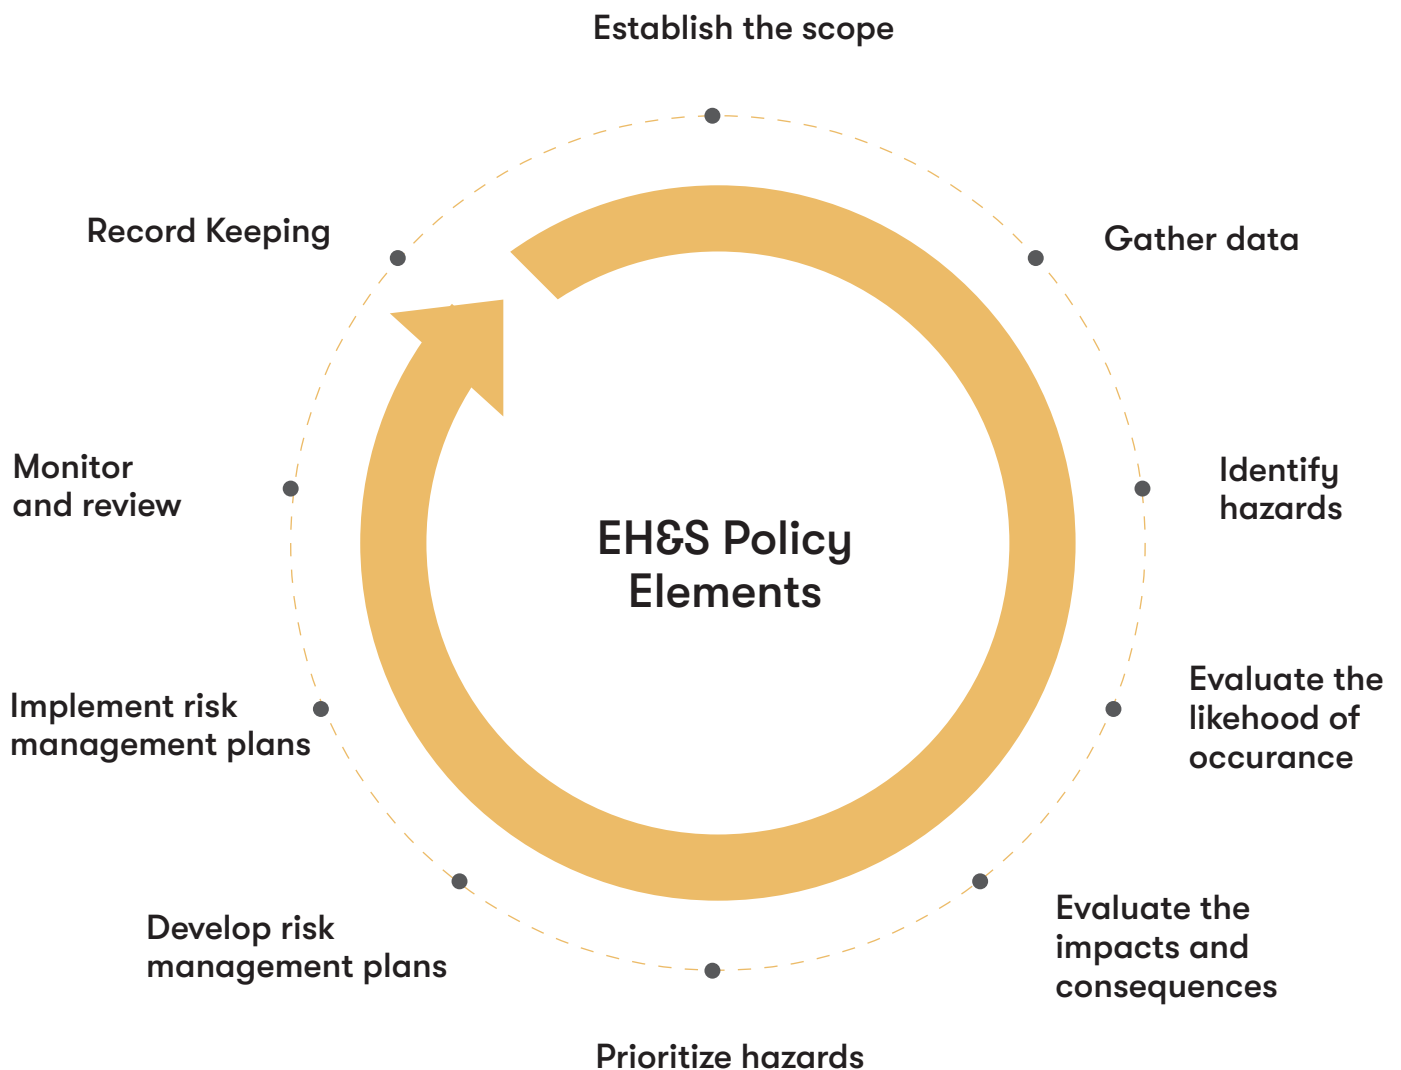 Establish the scope
Record Keeping
Gather data
Monitor
and review
Identify
hazards
EH&S Policy
Elements
Evaluate the
likehood of
occurance
Implement risk
management plans
Evaluate the
impacts and
consequences
Develop risk
management plans
Prioritize hazards